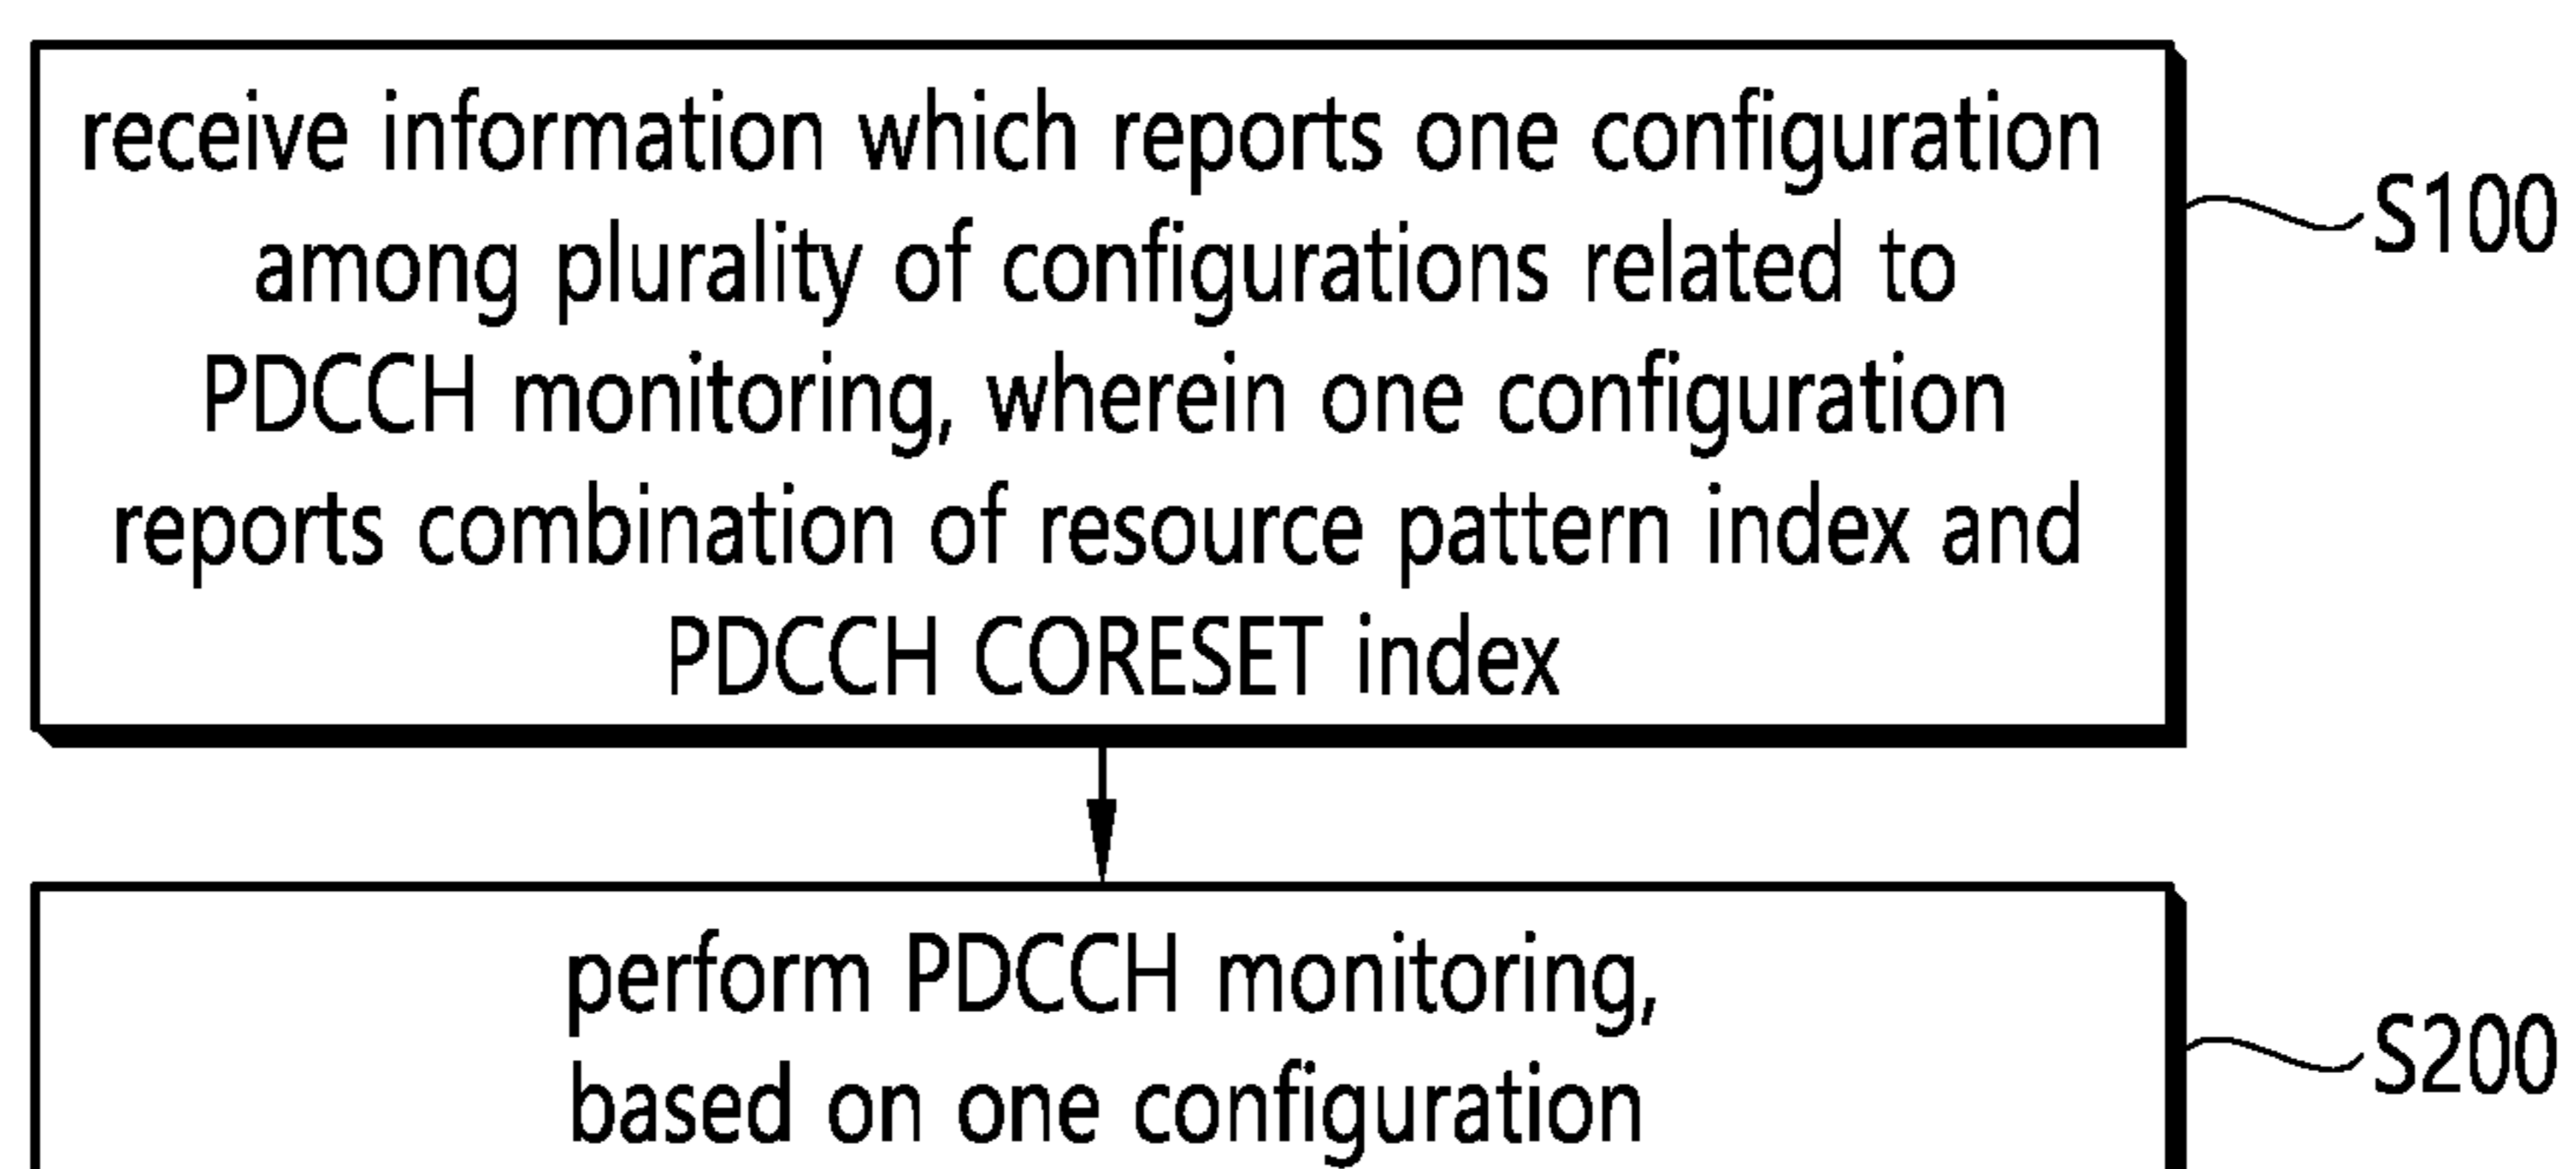 receive information which reports one configuration
among plurality of configurations related to
PDCCH monitoring, wherein one configuration
reports combination of resource pattern index and
PDCCH CORESET index
S100
perform PDCCH monitoring,
based on one configuration
S200